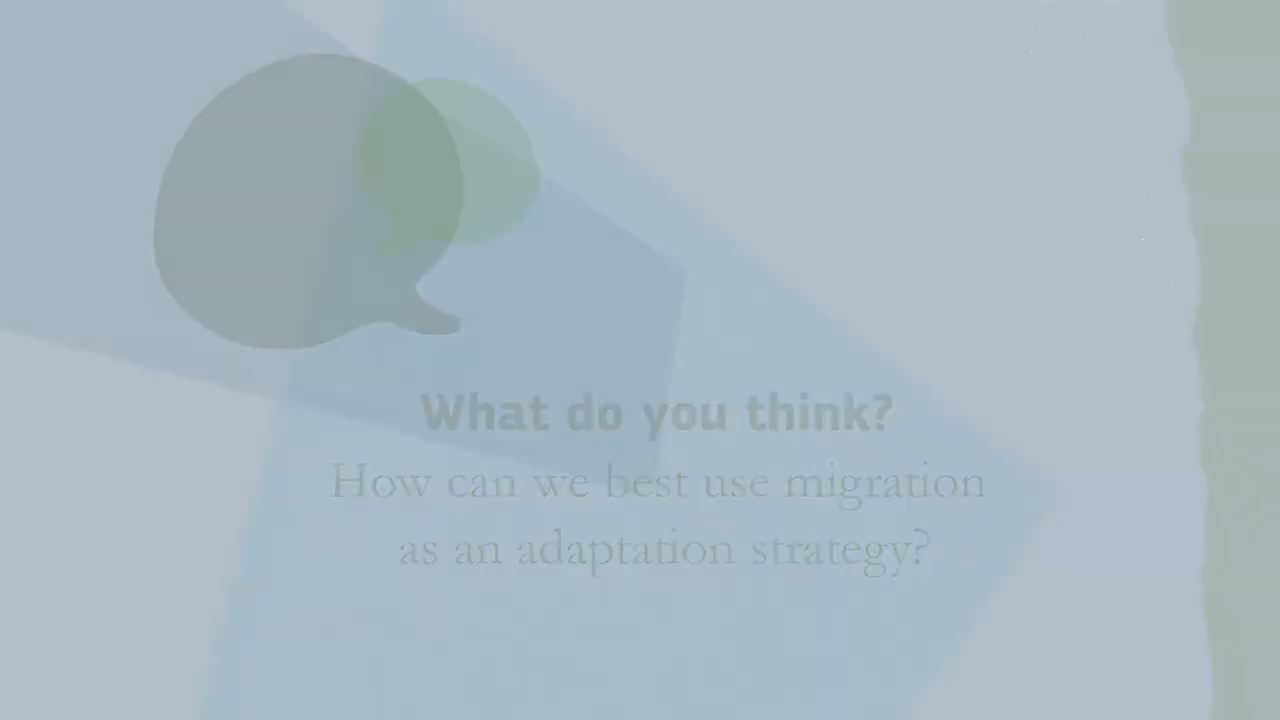 What do you think?
How can we best use migration
as an adaptation strategy?